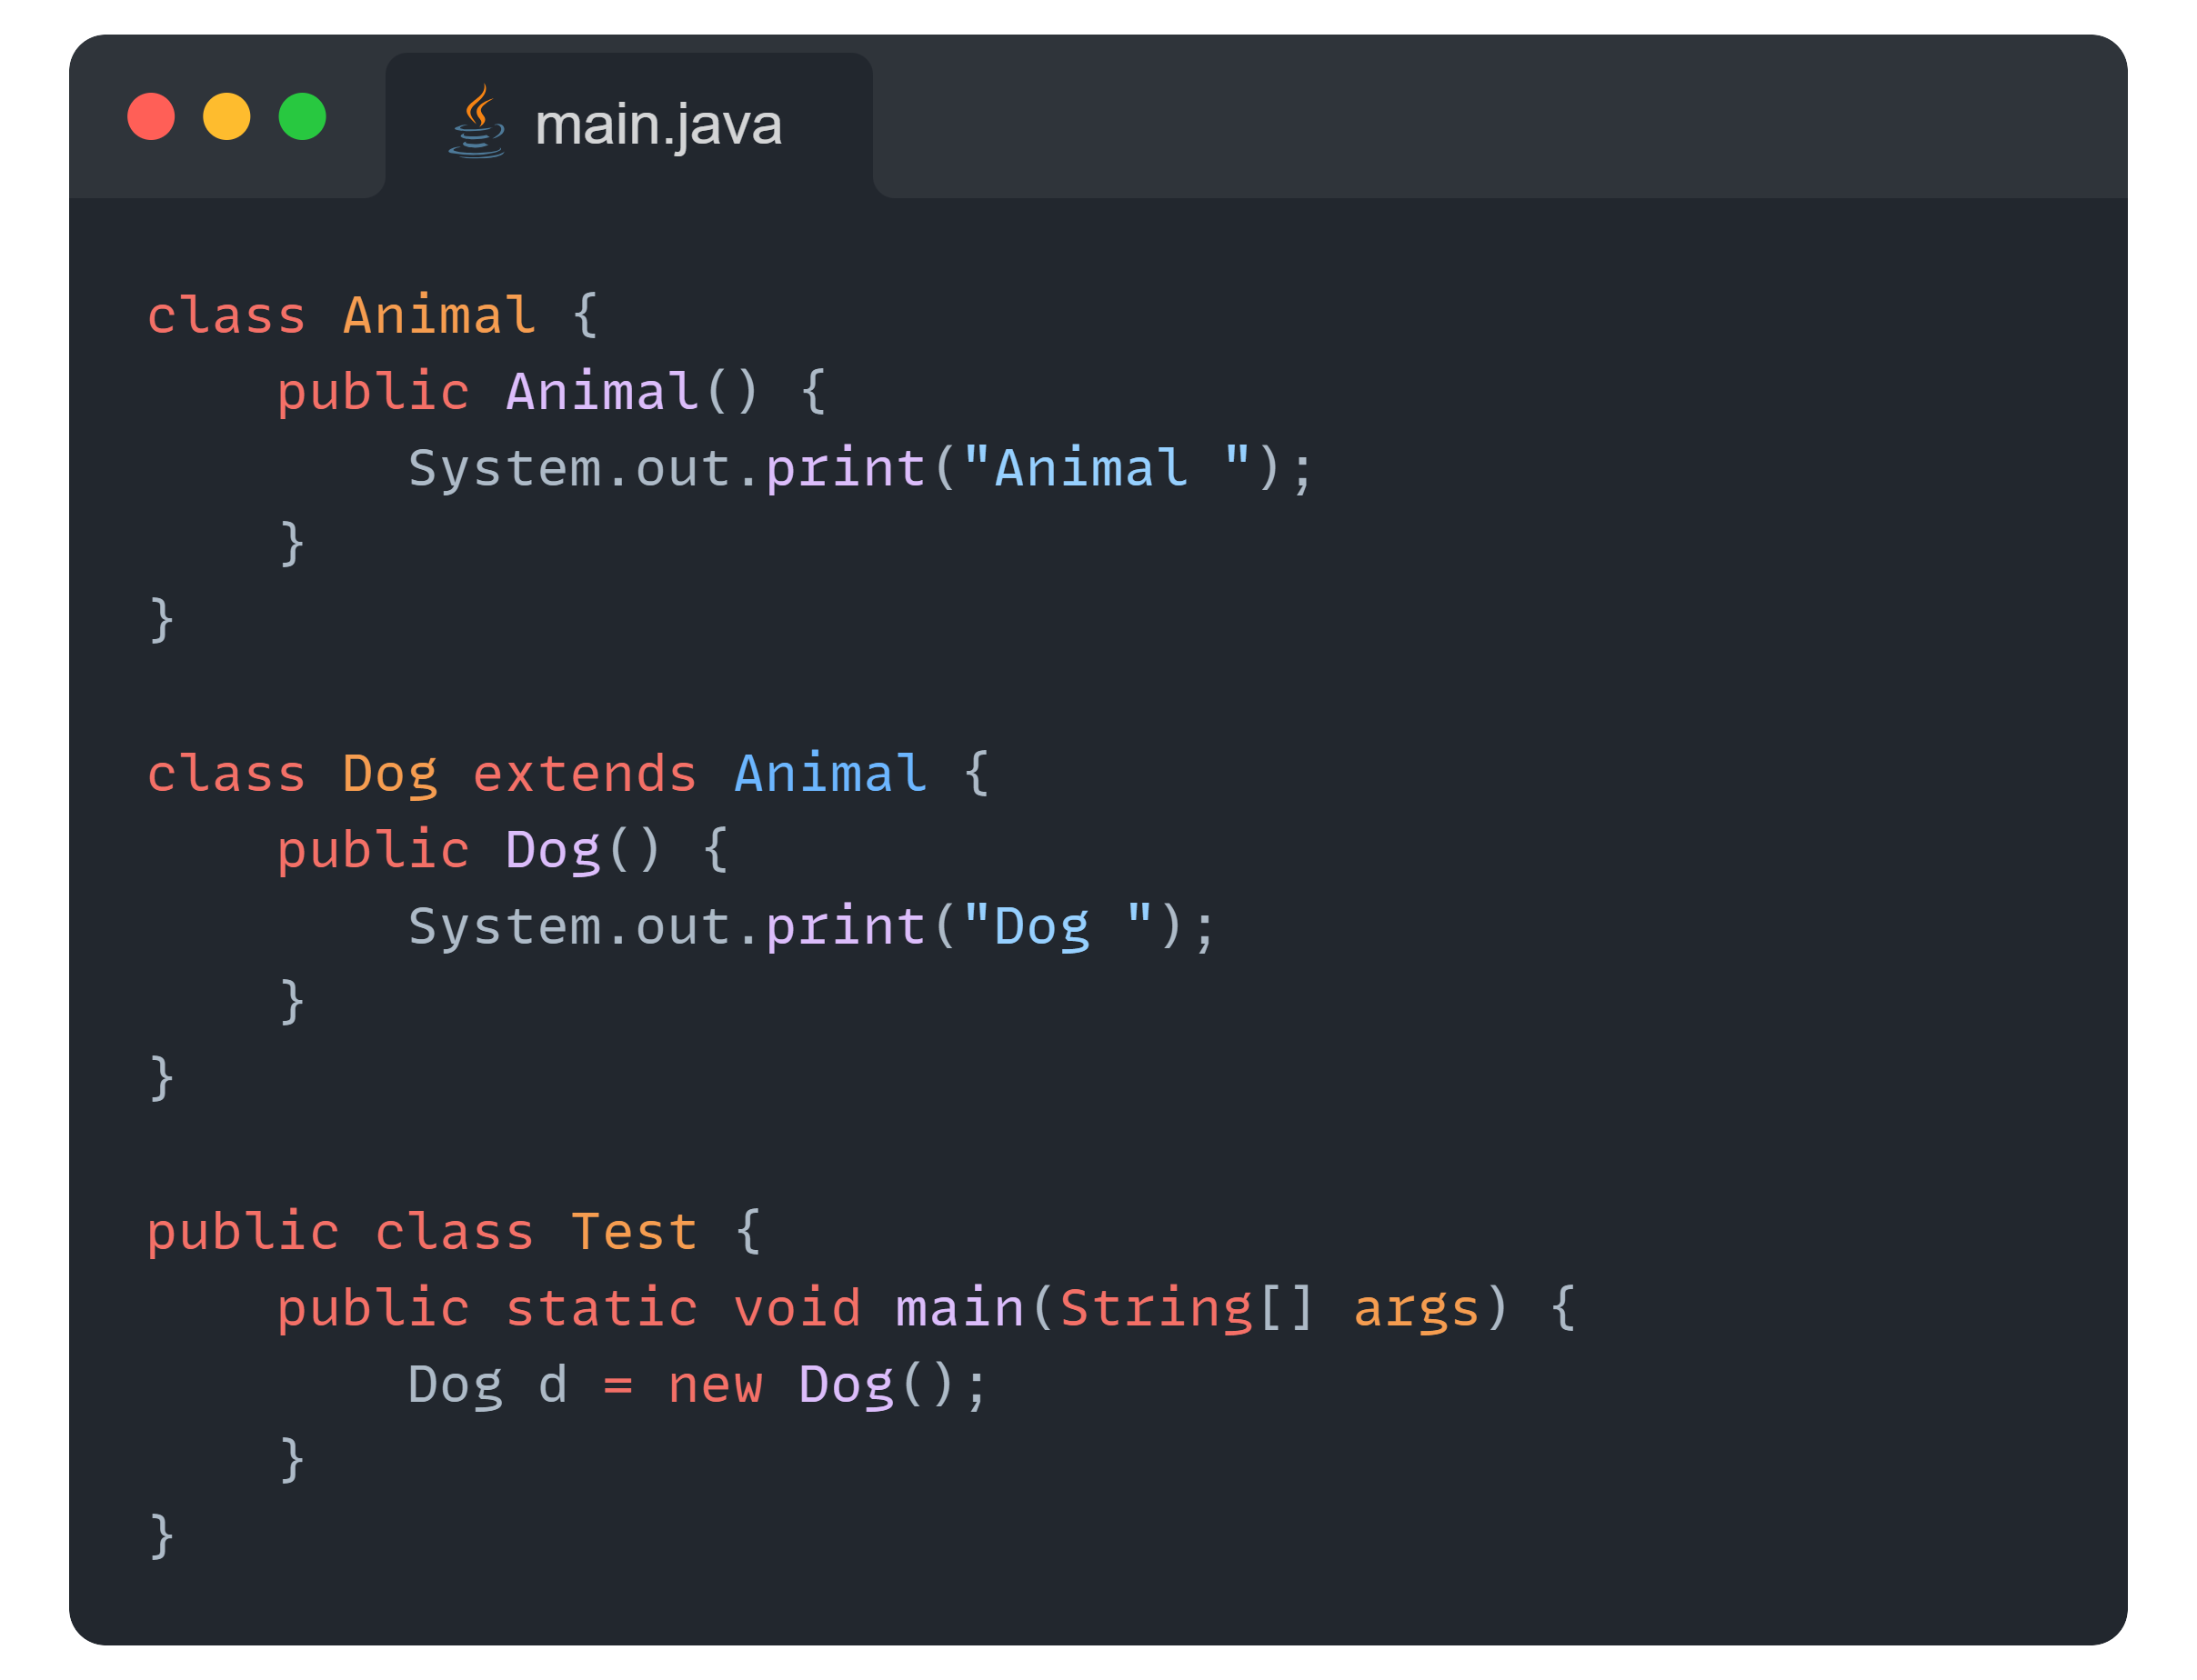 main.java
class Animal {
    public Animal() {
        System.out.print("Animal ");
    }
}

class Dog extends Animal {
    public Dog() {
        System.out.print("Dog ");
    }
}

public class Test {
    public static void main(String[] args) {
        Dog d = new Dog();
    }
}